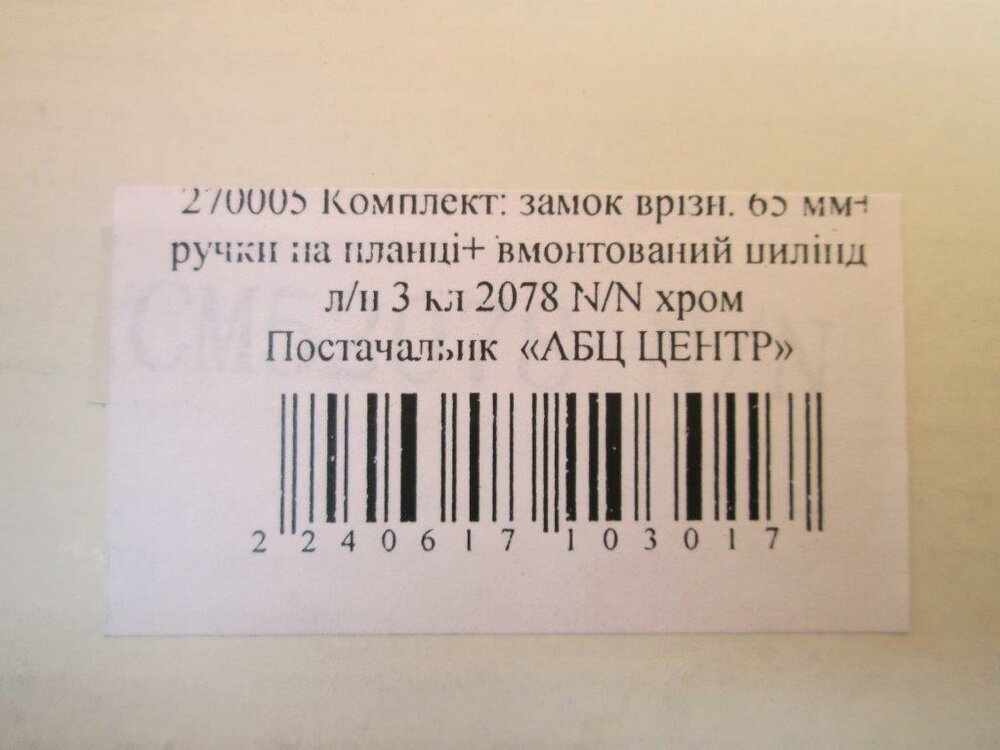 270005 Комплект: замок врізн. 65 мм+
ручки на планці+ вмонтований цилінд
л/п 3 кл 2078 N/N хром
Постачальник «АБЦ ЦЕНТР»
2 240617 103017